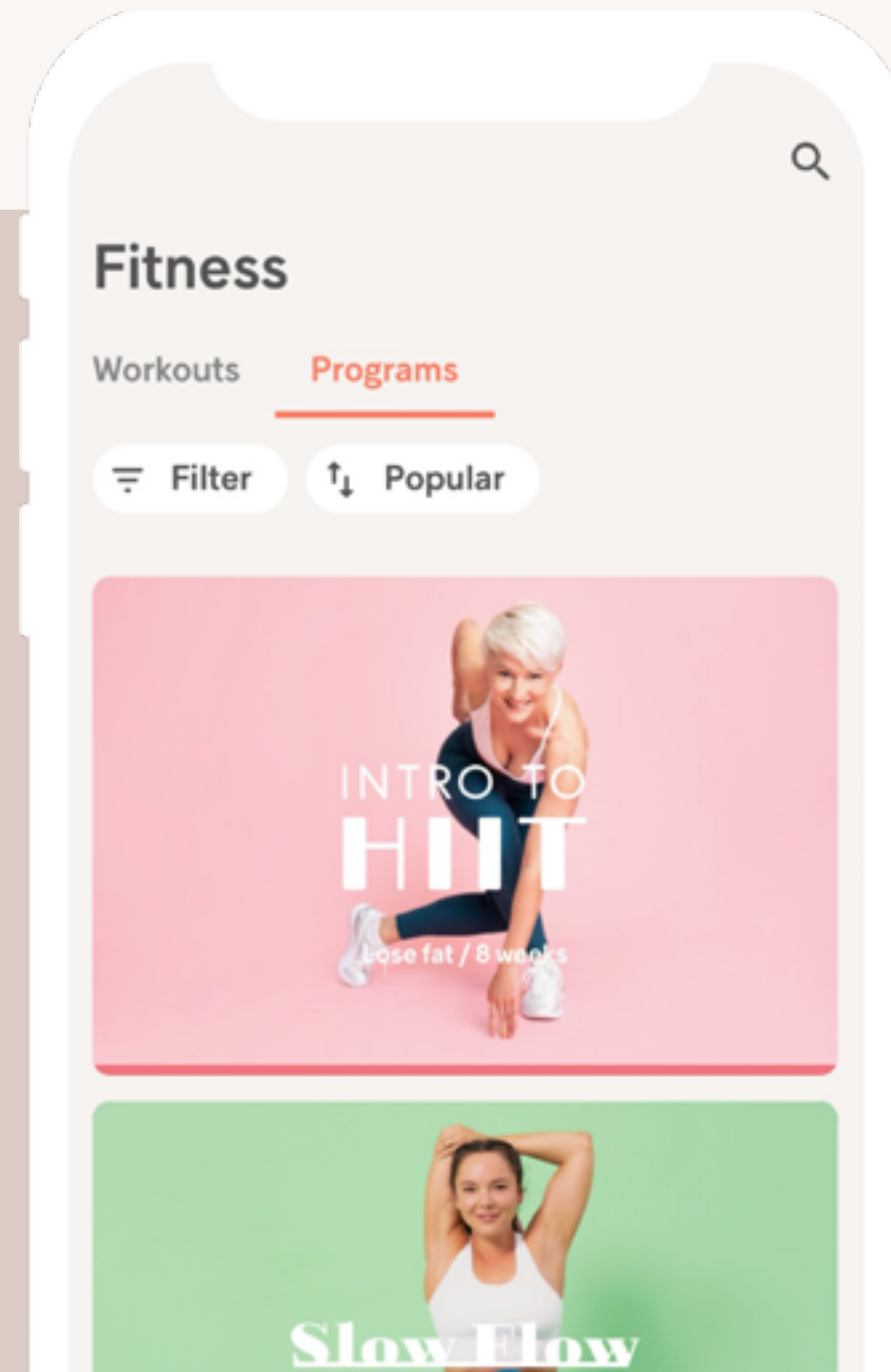 Fitness
Workouts Programs
Filter Popular
INTRO TO
HIIT
Lose fat / 8 weeks
Slow Flow